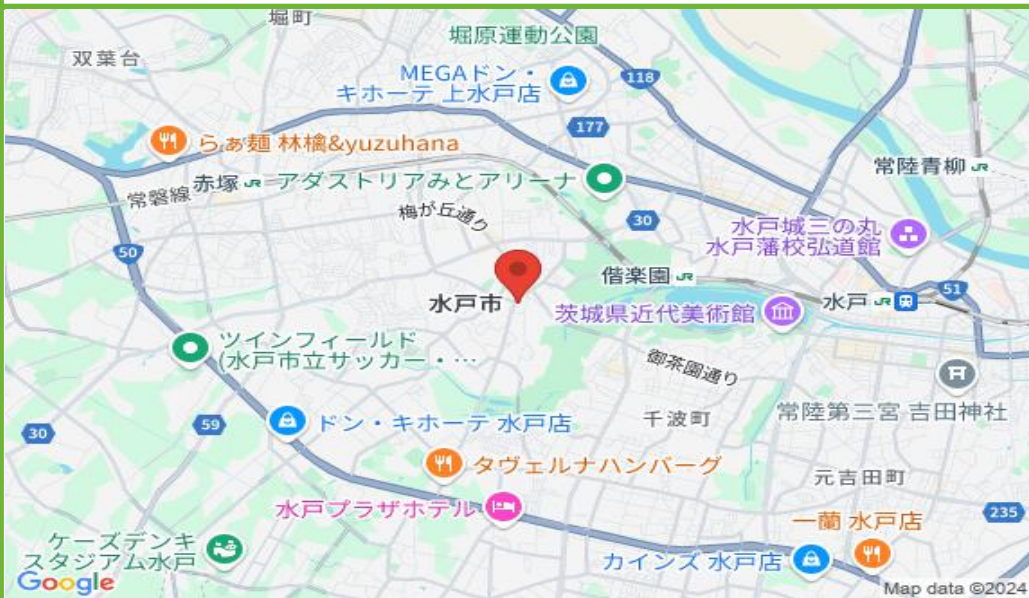 堀町
堀原運動公園
双葉台
MEGAドン・
キホーテ 上水戸店
118
177
らぁ麺 林檎&yuzuhana
常陸青柳
赤塚
アダストリアみとアリーナ
常磐線
梅が丘通り
30
水戸城三の丸
水戸藩校弘道館
50
偕楽園
51
水戸市
茨城県近代美術館
水戸
ツインフィールド
(水戸市立サッカー・…
御茶園通り
千波町
常陸第三宮 吉田神社
30
59
ドン・キホーテ 水戸店
タヴェルナハンバーグ
元吉田町
水戸プラザホテル
235
一蘭 水戸店
ケーズデンキ
スタジアム水戸
カインズ 水戸店
Google
Map data ©2024